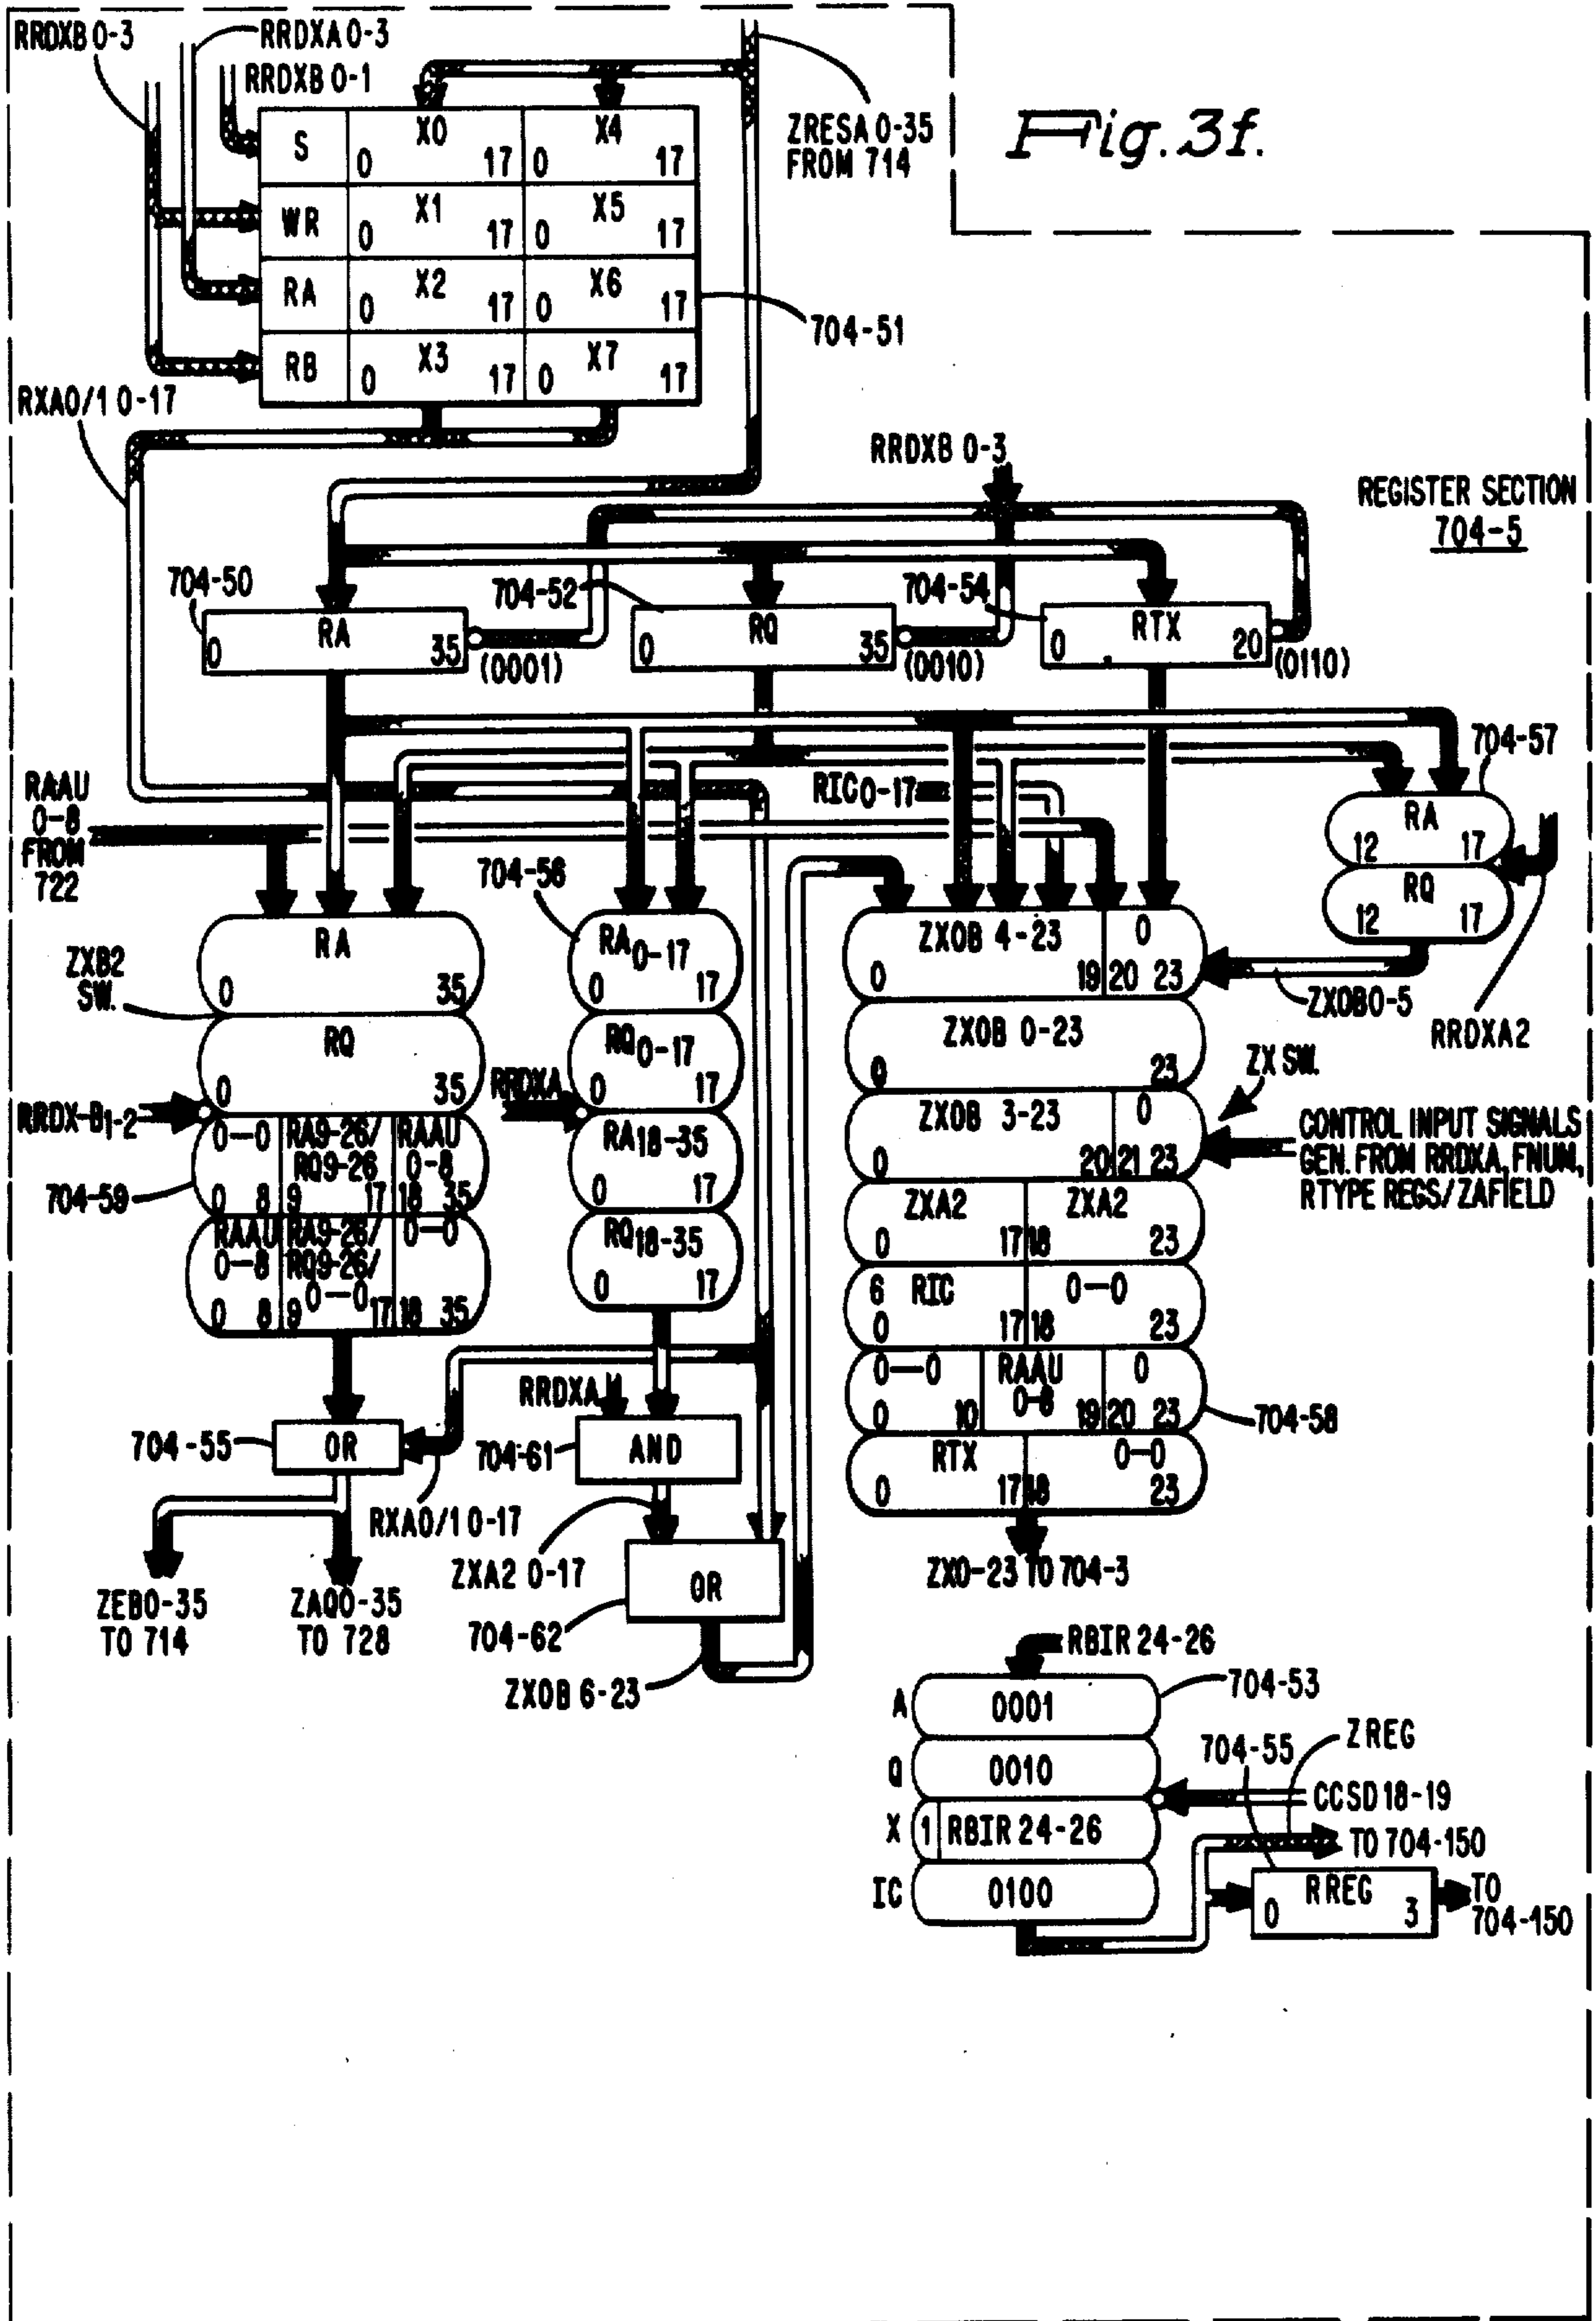 Fig. 3f.
RRDXB 0-3
RRDXA 0-3
RRDXB 0-1
ZRESA 0-35
FROM 714
S
X0
0 17
X4
0 17
WR
X1
0 17
X5
0 17
RA
X2
0 17
X6
0 17
RB
X3
0 17
X7
0 17
704-51
RXA0/1 0-17
RRDXB 0-3
REGISTER SECTION
704-5
704-50
RA
0 35
(0001)
704-52
RQ
0 35
(0010)
704-54
RTX
0 20
(0110)
704-57
RA
12 17
RQ
12 17
RRDXA2
ZXOB0-5
RAAU
0-8
FROM
722
RIC 0-17
704-56
ZXB2
SW.
RA
0 35
RQ
0 35
RRDX-B1-2
0—0
0 8
RA9-26/
RQ9-26
9 17
RAAU
0-8
18 35
704-59
RAAU
0-8
0 8
RA9-26/
RQ9-26/
0—0
9 17
0—0
18 35
RA0-17
0 17
RQ0-17
0 17
RRDXA
RA18-35
0 17
RQ18-35
0 17
ZXOB 4-23
0 19
0
20 23
ZXOB 0-23
0 23
ZX SW.
ZXOB 3-23
0 20
0
21 23
CONTROL INPUT SIGNALS
GEN. FROM RRDXA, FNUM,
RTYPE REGS/ZAFIELD
ZXA2
0 17
ZXA2
18 23
6 RIC
0 17
0—0
18 23
0—0
0 10
RAAU
0-8
19
0
20 23
704-58
RTX
0 17
0—0
18 23
ZX0-23 TO 704-3
704-55
OR
RXA0/1 0-17
ZEB0-35
TO 714
ZAQ0-35
TO 728
RRDXA
704-61
AND
ZXA2 0-17
704-62
OR
ZXOB 6-23
RBIR 24-26
704-53
A
0001
Q
0010
X
1 RBIR 24-26
IC
0100
CCSD 18-19
704-55
ZREG
TO 704-150
RREG
0 3
TO
704-150